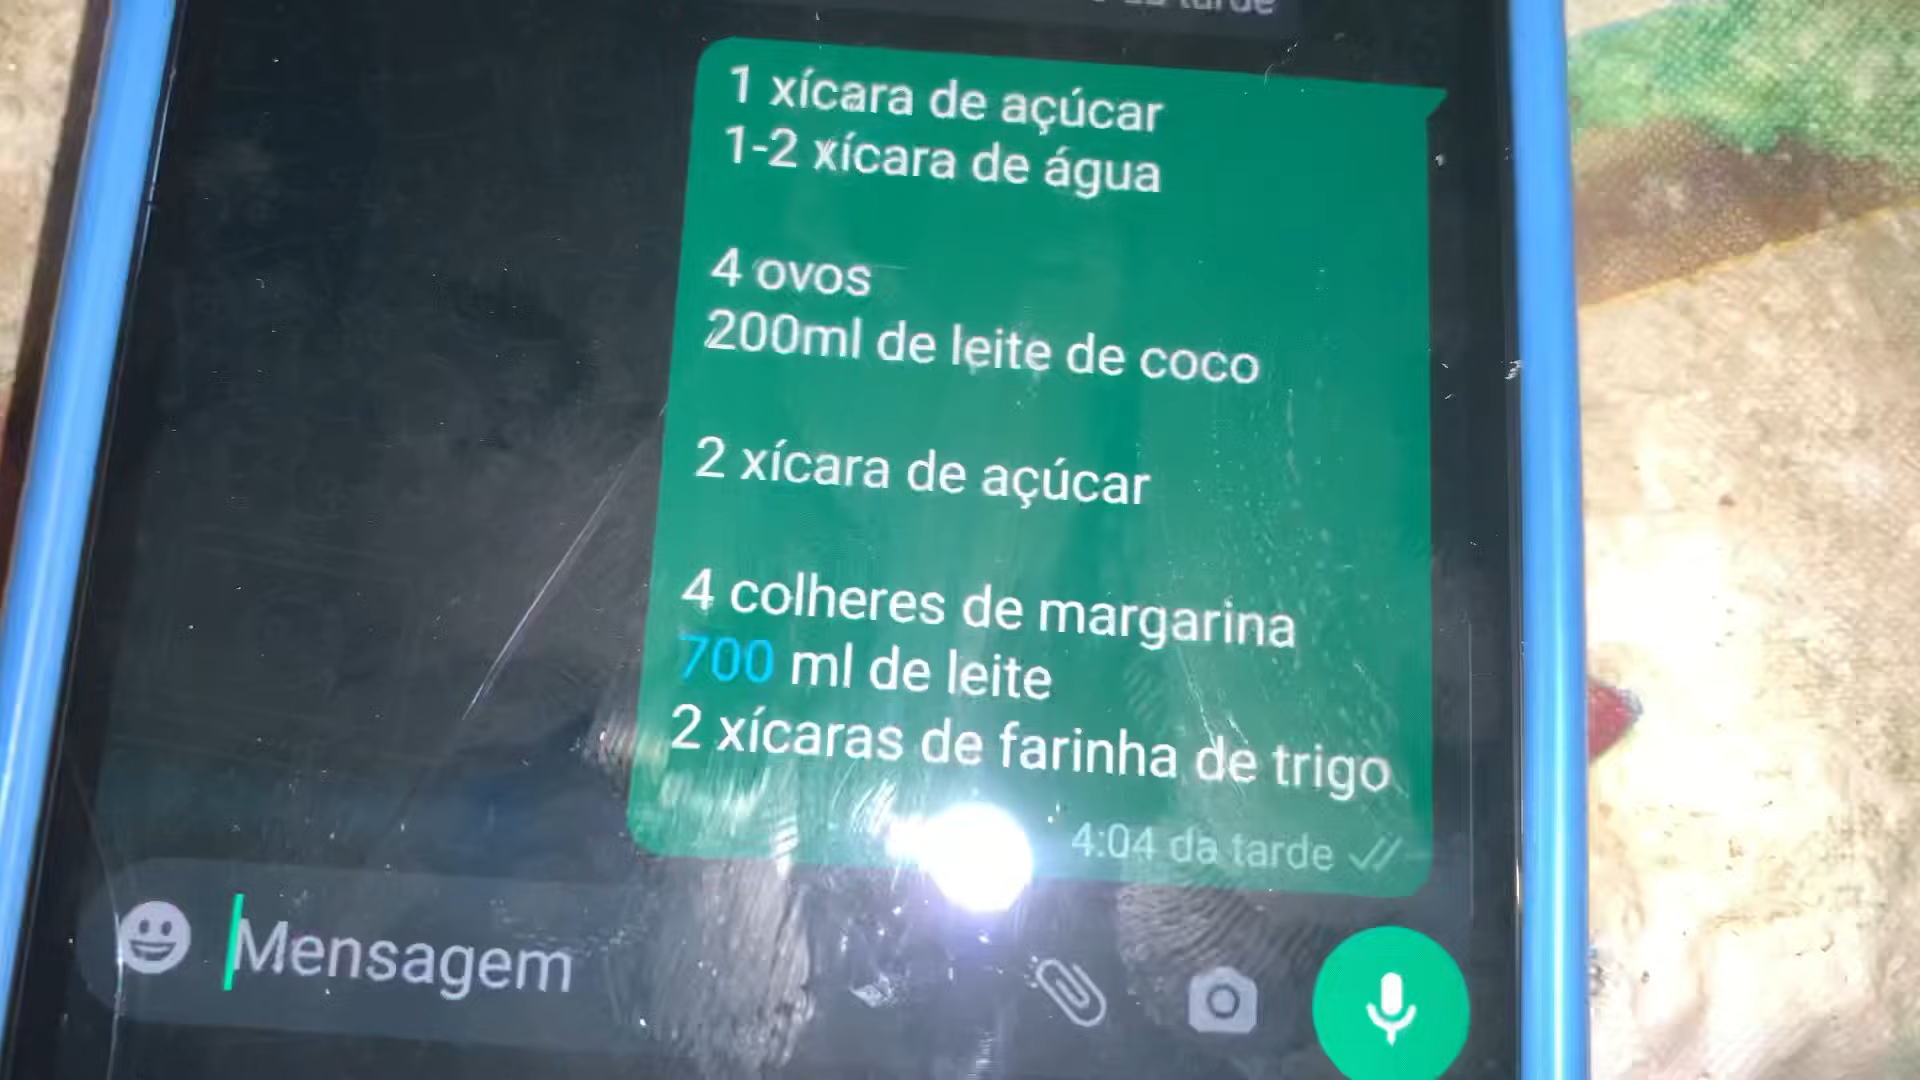 da tarde
1 xícara de açúcar
1-2 xícara de água
4 ovos
200ml de leite de coco
2 xícara de açúcar
4 colheres de margarina
700 ml de leite
2 xícaras de farinha de trigo
4:04 da tarde
Mensagem